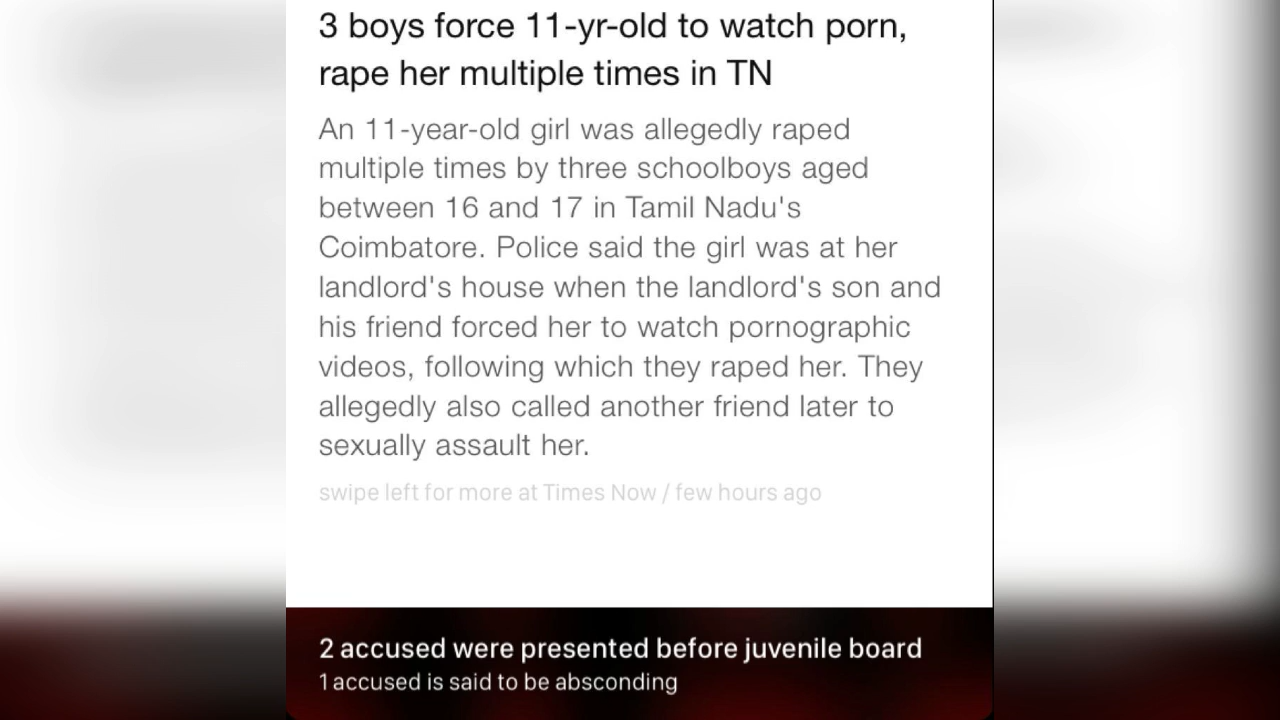 3 boys force 11-yr-old to watch porn,
rape her multiple times in TN
An 11-year-old girl was allegedly raped
multiple times by three schoolboys aged
between 16 and 17 in Tamil Nadu's
Coimbatore. Police said the girl was at her
landlord's house when the landlord's son and
his friend forced her to watch pornographic
videos, following which they raped her. They
allegedly also called another friend later to
sexually assault her.
swipe left for more at Times Now / few hours ago
2 accused were presented before juvenile board
1 accused is said to be absconding